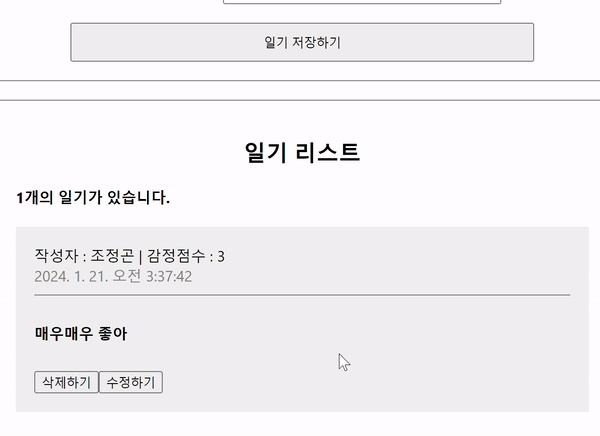 일기 저장하기
일기 리스트
1개의 일기가 있습니다.
작성자 : 조정곤 | 감정점수 : 3
2024. 1. 21. 오전 3:37:42
매우매우 좋아
삭제하기 수정하기